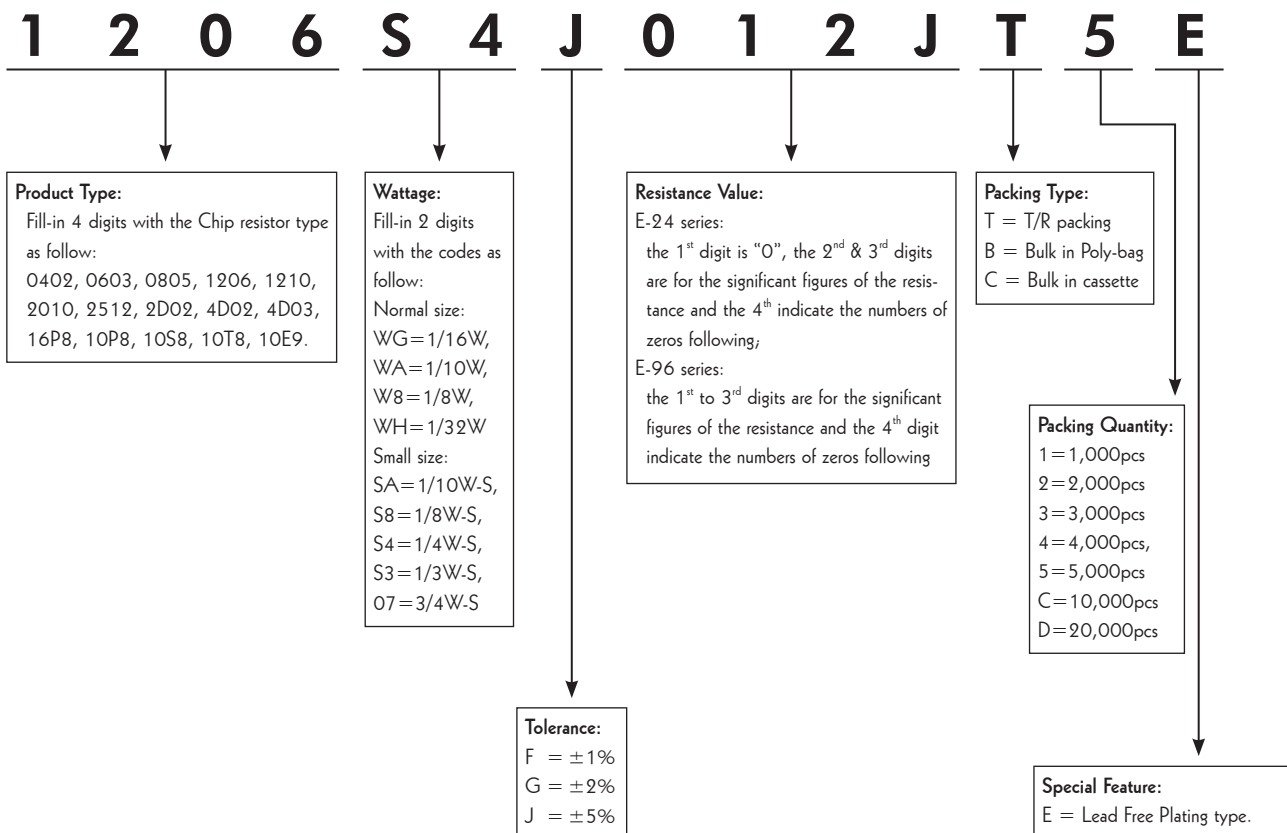 1 2 0 6 S 4 J 0 1 2 J T 5 E
Product Type:
Fill-in 4 digits with the Chip resistor type
as follow:
0402, 0603, 0805, 1206, 1210,
2010, 2512, 2D02, 4D02, 4D03,
16P8, 10P8, 10S8, 10T8, 10E9.
Wattage:
Fill-in 2 digits
with the codes as
follow:
Normal size:
WG=1/16W,
WA=1/10W,
W8=1/8W,
WH=1/32W
Small size:
SA=1/10W-S,
S8=1/8W-S,
S4=1/4W-S,
S3=1/3W-S,
07=3/4W-S
Tolerance:
F = ±1%
G = ±2%
J = ±5%
Resistance Value:
E-24 series:
the 1st digit is “0”, the 2nd & 3rd digits
are for the significant figures of the resis-
tance and the 4th indicate the numbers of
zeros following;
E-96 series:
the 1st to 3rd digits are for the significant
figures of the resistance and the 4th digit
indicate the numbers of zeros following
Packing Type:
T = T/R packing
B = Bulk in Poly-bag
C = Bulk in cassette
Packing Quantity:
1=1,000pcs
2=2,000pcs
3=3,000pcs
4=4,000pcs,
5=5,000pcs
C=10,000pcs
D=20,000pcs
Special Feature:
E = Lead Free Plating type.